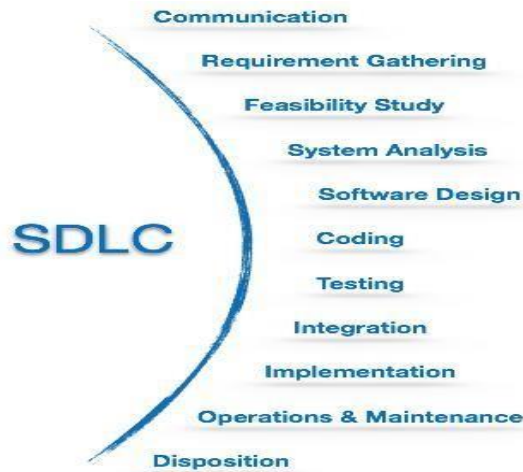 Communication
Requirement Gathering
Feasibility Study
System Analysis
Software Design
SDLC
Coding
Testing
Integration
Implementation
Operations & Maintenance
Disposition